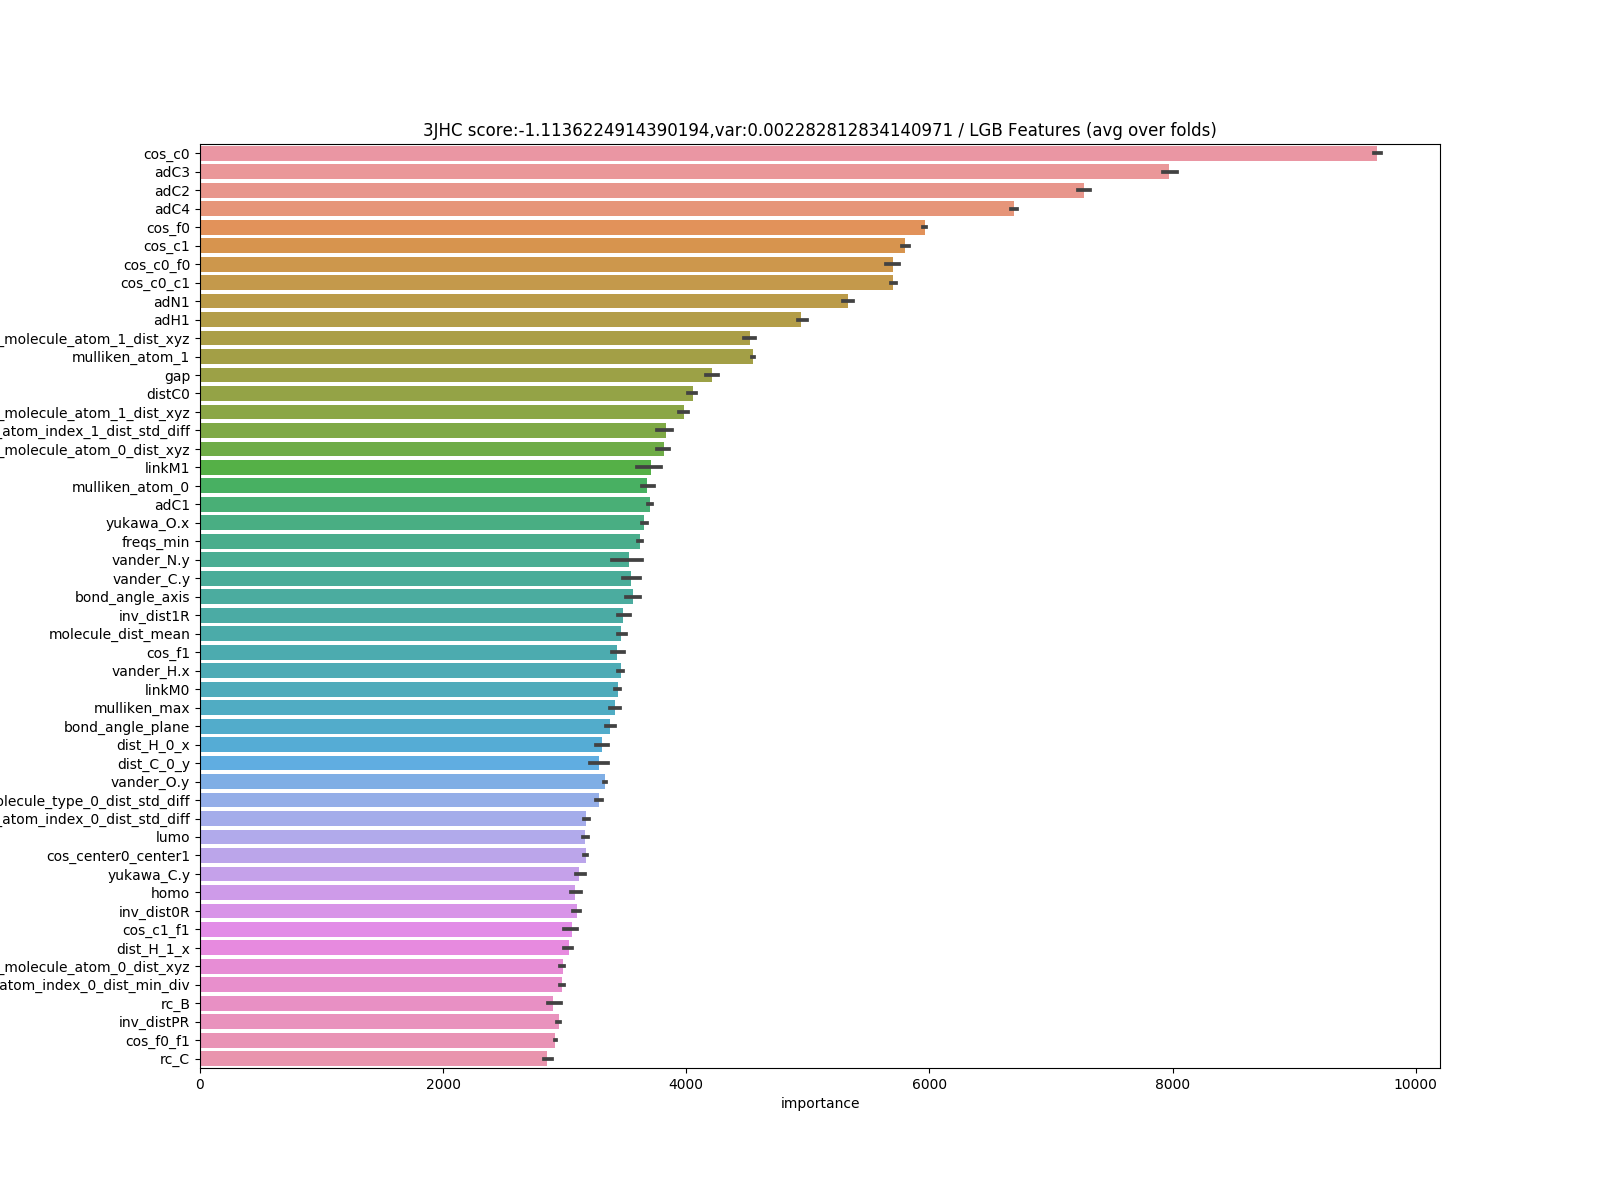 3JHC score:-1.1136224914390194,var:0.002282812834140971 / LGB Features (avg over folds)
cos_c0
adC3
adC2
adC4
cos_f0
cos_c1
cos_c0_f0
cos_c0_c1
adN1
adH1
_molecule_atom_1_dist_xyz
mulliken_atom_1
gap
distC0
_molecule_atom_1_dist_xyz
_atom_index_1_dist_std_diff
_molecule_atom_0_dist_xyz
linkM1
mulliken_atom_0
adC1
yukawa_O.x
freqs_min
vander_N.y
vander_C.y
bond_angle_axis
inv_dist1R
molecule_dist_mean
cos_f1
vander_H.x
linkM0
mulliken_max
bond_angle_plane
dist_H_0_x
dist_C_0_y
vander_O.y
olecule_type_0_dist_std_diff
_atom_index_0_dist_std_diff
lumo
cos_center0_center1
yukawa_C.y
homo
inv_dist0R
cos_c1_f1
dist_H_1_x
_molecule_atom_0_dist_xyz
atom_index_0_dist_min_div
rc_B
inv_distPR
cos_f0_f1
rc_C
0 2000 4000 6000 8000 10000
importance